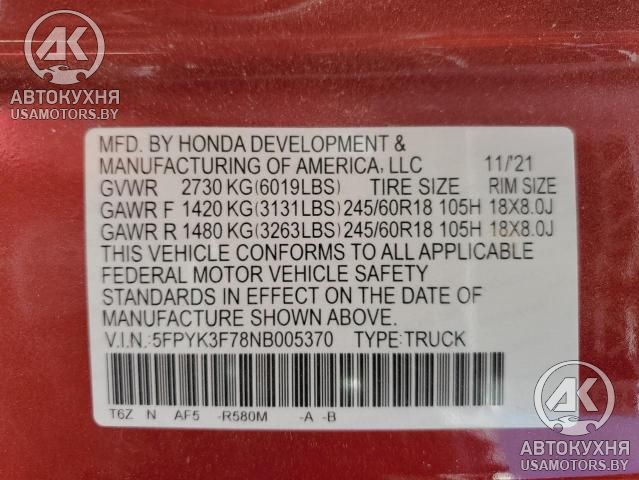 AK
АВТОКУХНЯ
USAMOTORS.BY
MFD. BY HONDA DEVELOPMENT &
MANUFACTURING OF AMERICA, LLC 11/'21
GVWR 2730 KG(6019LBS) TIRE SIZE RIM SIZE
GAWR F 1420 KG(3131LBS) 245/60R18 105H 18X8.0J
GAWR R 1480 KG(3263LBS) 245/60R18 105H 18X8.0J
THIS VEHICLE CONFORMS TO ALL APPLICABLE
FEDERAL MOTOR VEHICLE SAFETY
STANDARDS IN EFFECT ON THE DATE OF
MANUFACTURE SHOWN ABOVE.
V.I.N.:5FPYK3F78NB005370 TYPE:TRUCK
T6Z N AF5 -R580M -A -B
AK
АВТОКУХНЯ
USAMOTORS.BY